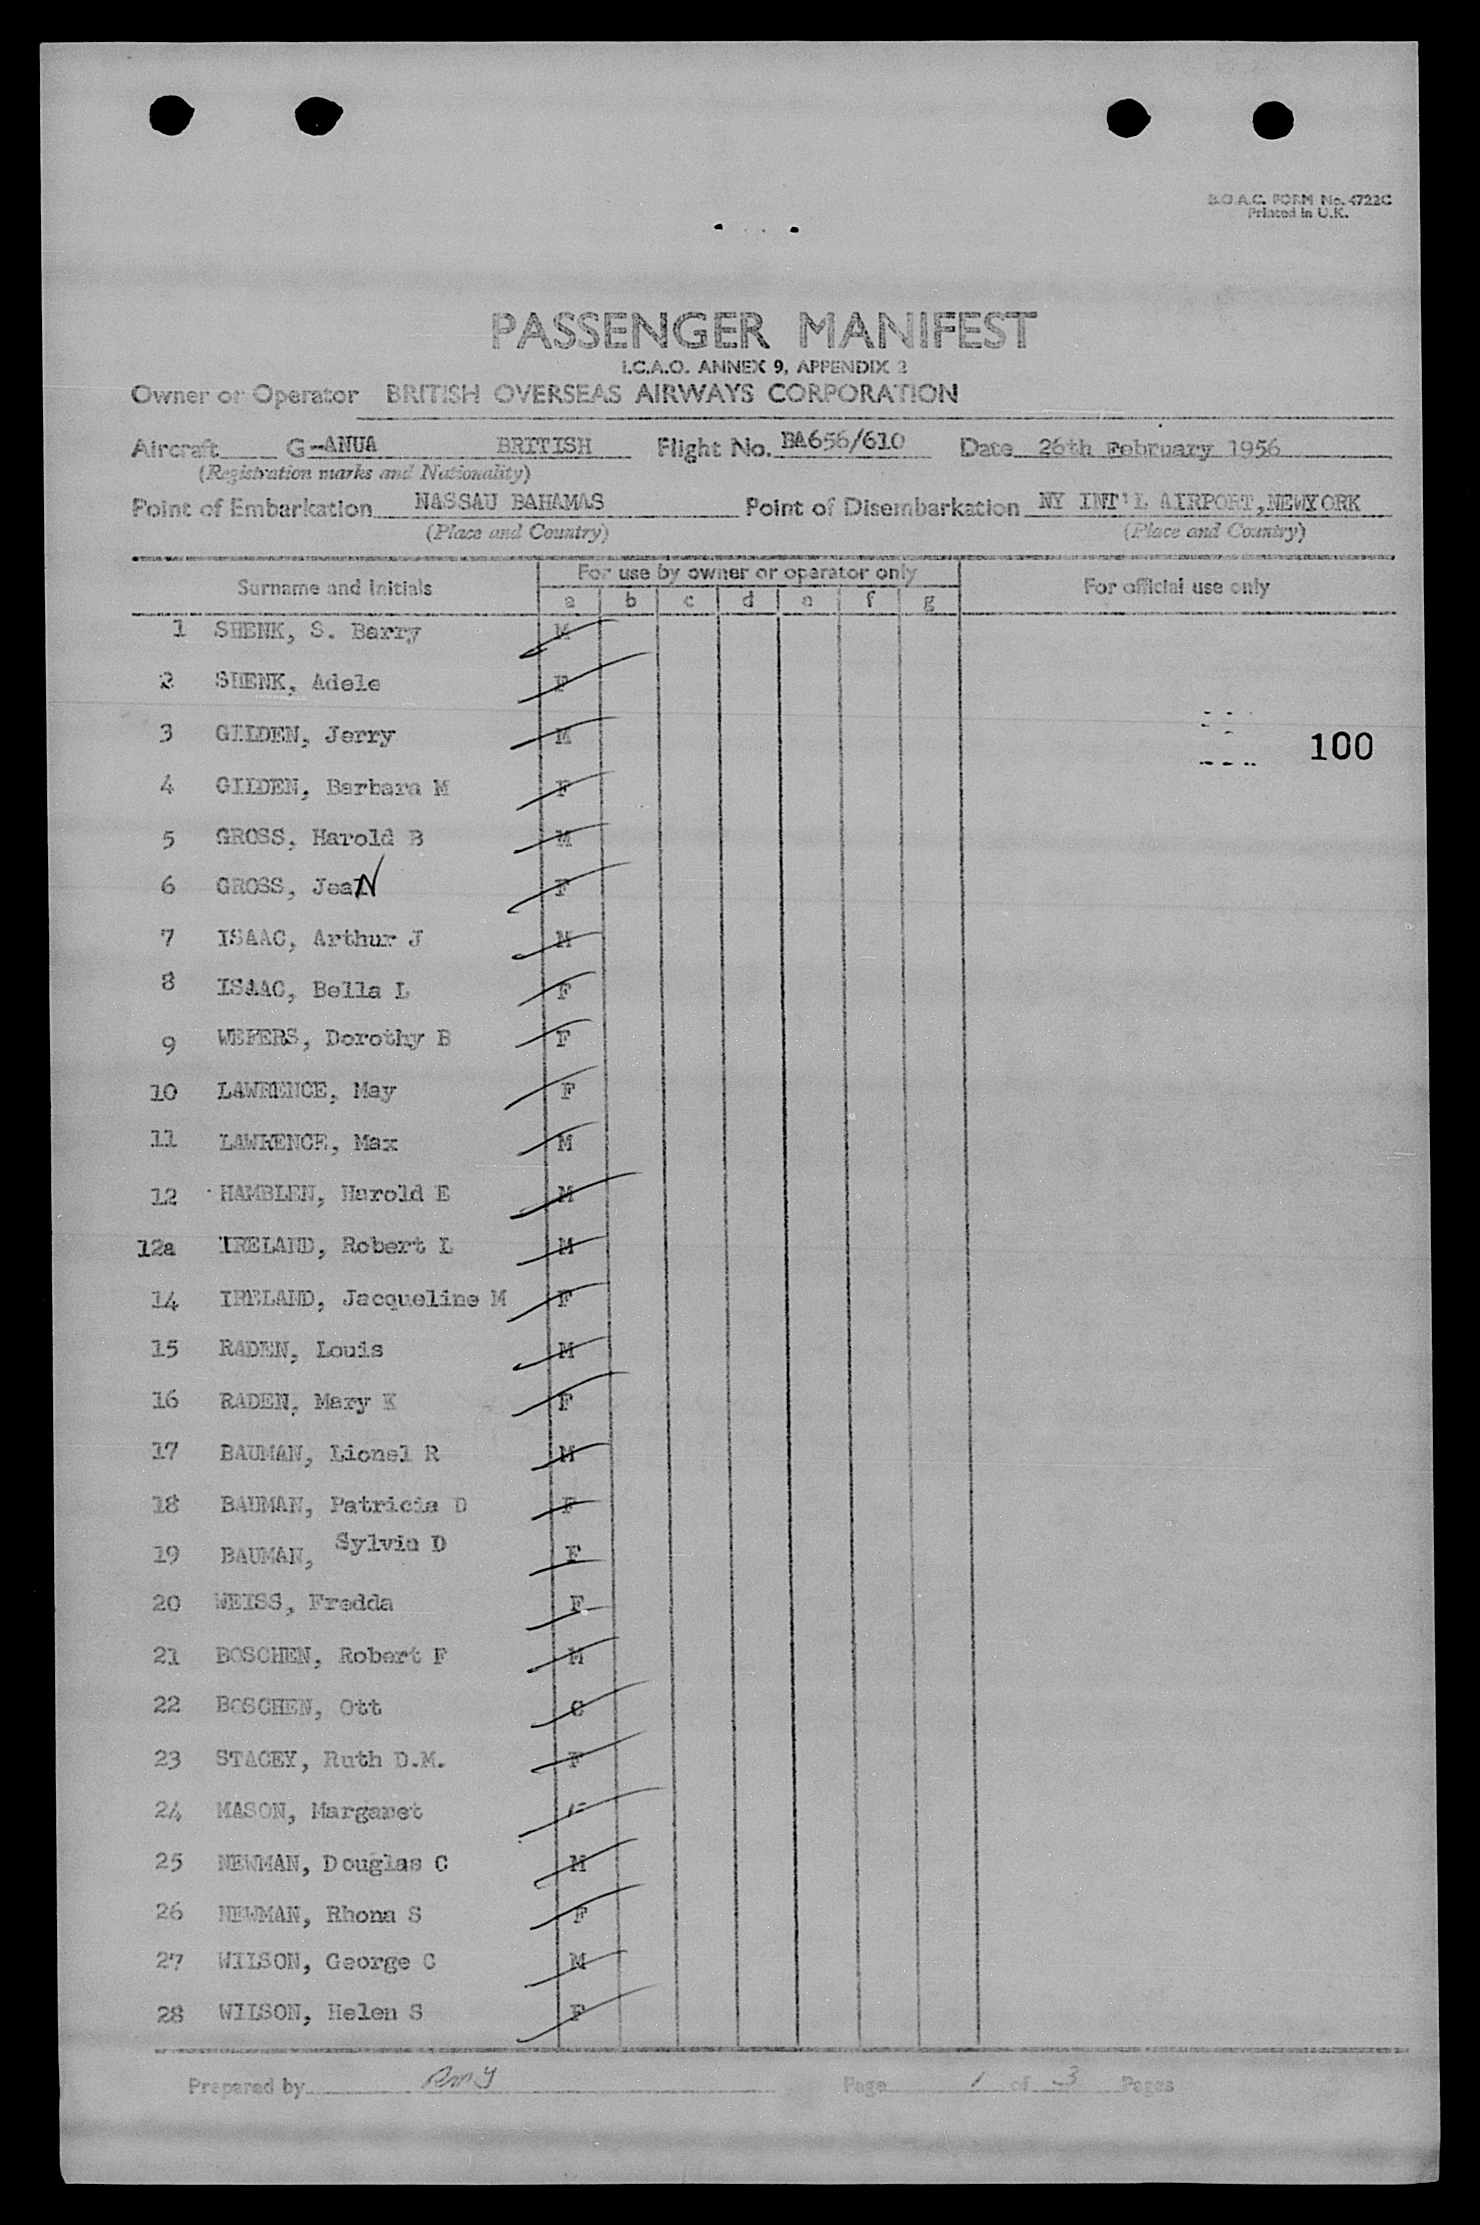 B.O.A.C. FORM No. 4722C
Printed in U.K.
PASSENGER MANIFEST
I.C.A.O. ANNEX 9, APPENDIX 2
Owner or Operator BRITISH OVERSEAS AIRWAYS CORPORATION
Aircraft G-ANUA BRITISH Flight No. BA656/610 Date 26th February 1956
(Registration marks and Nationality)
Point of Embarkation NASSAU BAHAMAS Point of Disembarkation NY INT'L AIRPORT,NEWYORK
(Place and Country) (Place and Country)
Surname and Initials For use by owner or operator only For official use only
a b c d e f g
1 SHENK, S. Barry M
2 SHENK, Adele F
3 GILDEN, Jerry M
100
4 GILDEN, Barbara M F
5 GROSS, Harold B M
6 GROSS, JeaN F
7 ISAAC, Arthur J M
8 ISAAC, Bella L F
9 WEFERS, Dorothy B F
10 LAWRENCE, May F
11 LAWRENCE, Max M
12 HAMBLEN, Harold E M
12a IRELAND, Robert L M
14 IRELAND, Jacqueline M F
15 RADEN, Louis M
16 RADEN, Mary K F
17 BAUMAN, Lionel R M
18 BAUMAN, Patricia D F
19 BAUMAN, Sylvia D F
20 WEISS, Fredda F
21 BOSCHEN, Robert F M
22 BOSCHEN, Ott C
23 STACEY, Ruth D.M. F
24 MASON, Margaret F
25 NEWMAN, Douglas C M
26 NEWMAN, Rhona S F
27 WILSON, George C M
28 WILSON, Helen S F
Prepared by Page 1 of 3 Pages